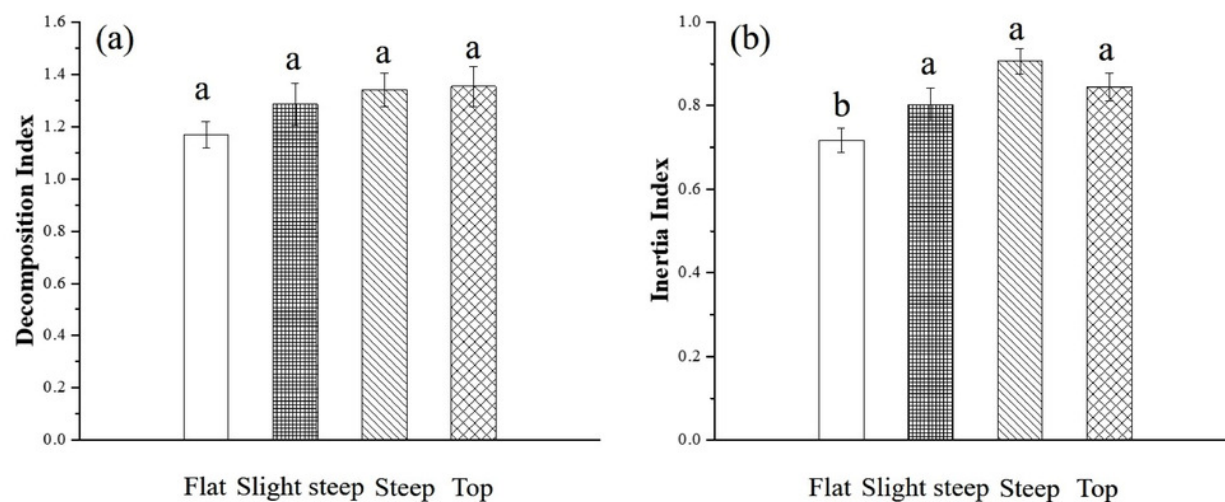 (a)
Decomposition Index
1.6
1.4
1.2
1.0
0.8
0.6
0.4
0.2
0.0
a
a
a
a
Flat Slight steep Steep Top
(b)
Inertia Index
1.0
0.8
0.6
0.4
0.2
0.0
b
a
a
a
Flat Slight steep Steep Top